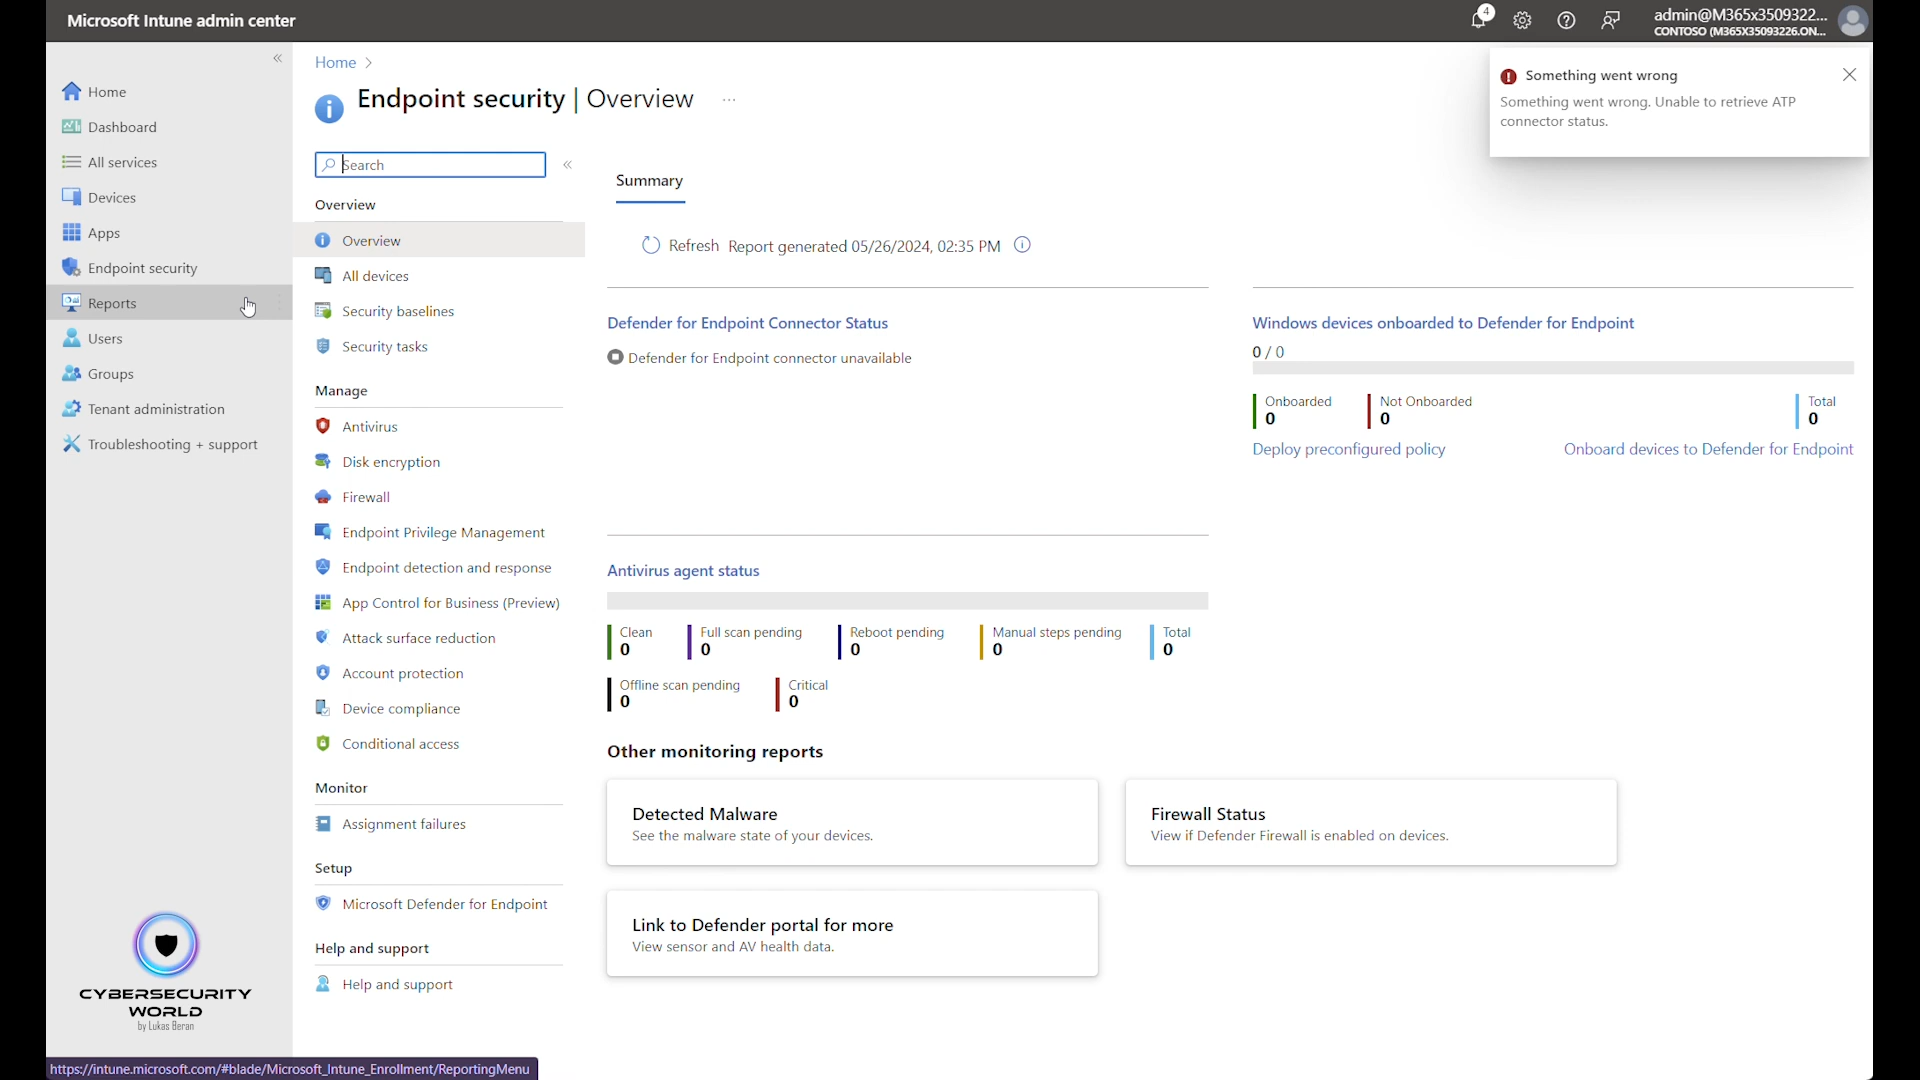 Microsoft Intune admin center
4
admin@M365x3509322...
CONTOSO (M365X35093226.ON...
Something went wrong
Something went wrong. Unable to retrieve ATP
connector status.
«
Home
Dashboard
All services
Devices
Apps
Endpoint security
Reports
Users
Groups
Tenant administration
Troubleshooting + support
CYBERSECURITY
WORLD
by Lukas Beran
https://intune.microsoft.com/#blade/Microsoft_Intune_Enrollment/ReportingMenu
Home >
Endpoint security | Overview ...
Search «
Overview
Overview
All devices
Security baselines
Security tasks
Manage
Antivirus
Disk encryption
Firewall
Endpoint Privilege Management
Endpoint detection and response
App Control for Business (Preview)
Attack surface reduction
Account protection
Device compliance
Conditional access
Monitor
Assignment failures
Setup
Microsoft Defender for Endpoint
Help and support
Help and support
Summary
Refresh Report generated 05/26/2024, 02:35 PM
Defender for Endpoint Connector Status
Defender for Endpoint connector unavailable
Windows devices onboarded to Defender for Endpoint
0 / 0
Onboarded Not Onboarded Total
0 0 0
Deploy preconfigured policy Onboard devices to Defender for Endpoint
Antivirus agent status
Clean Full scan pending Reboot pending Manual steps pending Total
0 0 0 0 0
Offline scan pending Critical
0 0
Other monitoring reports
Detected Malware
See the malware state of your devices.
Firewall Status
View if Defender Firewall is enabled on devices.
Link to Defender portal for more
View sensor and AV health data.